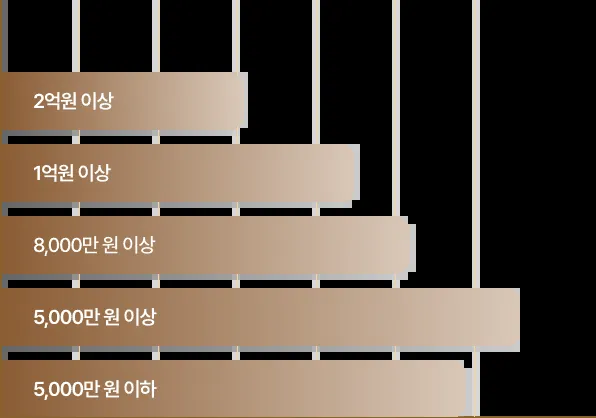 2억원 이상
1억원 이상
8,000만 원 이상
5,000만 원 이상
5,000만 원 이하